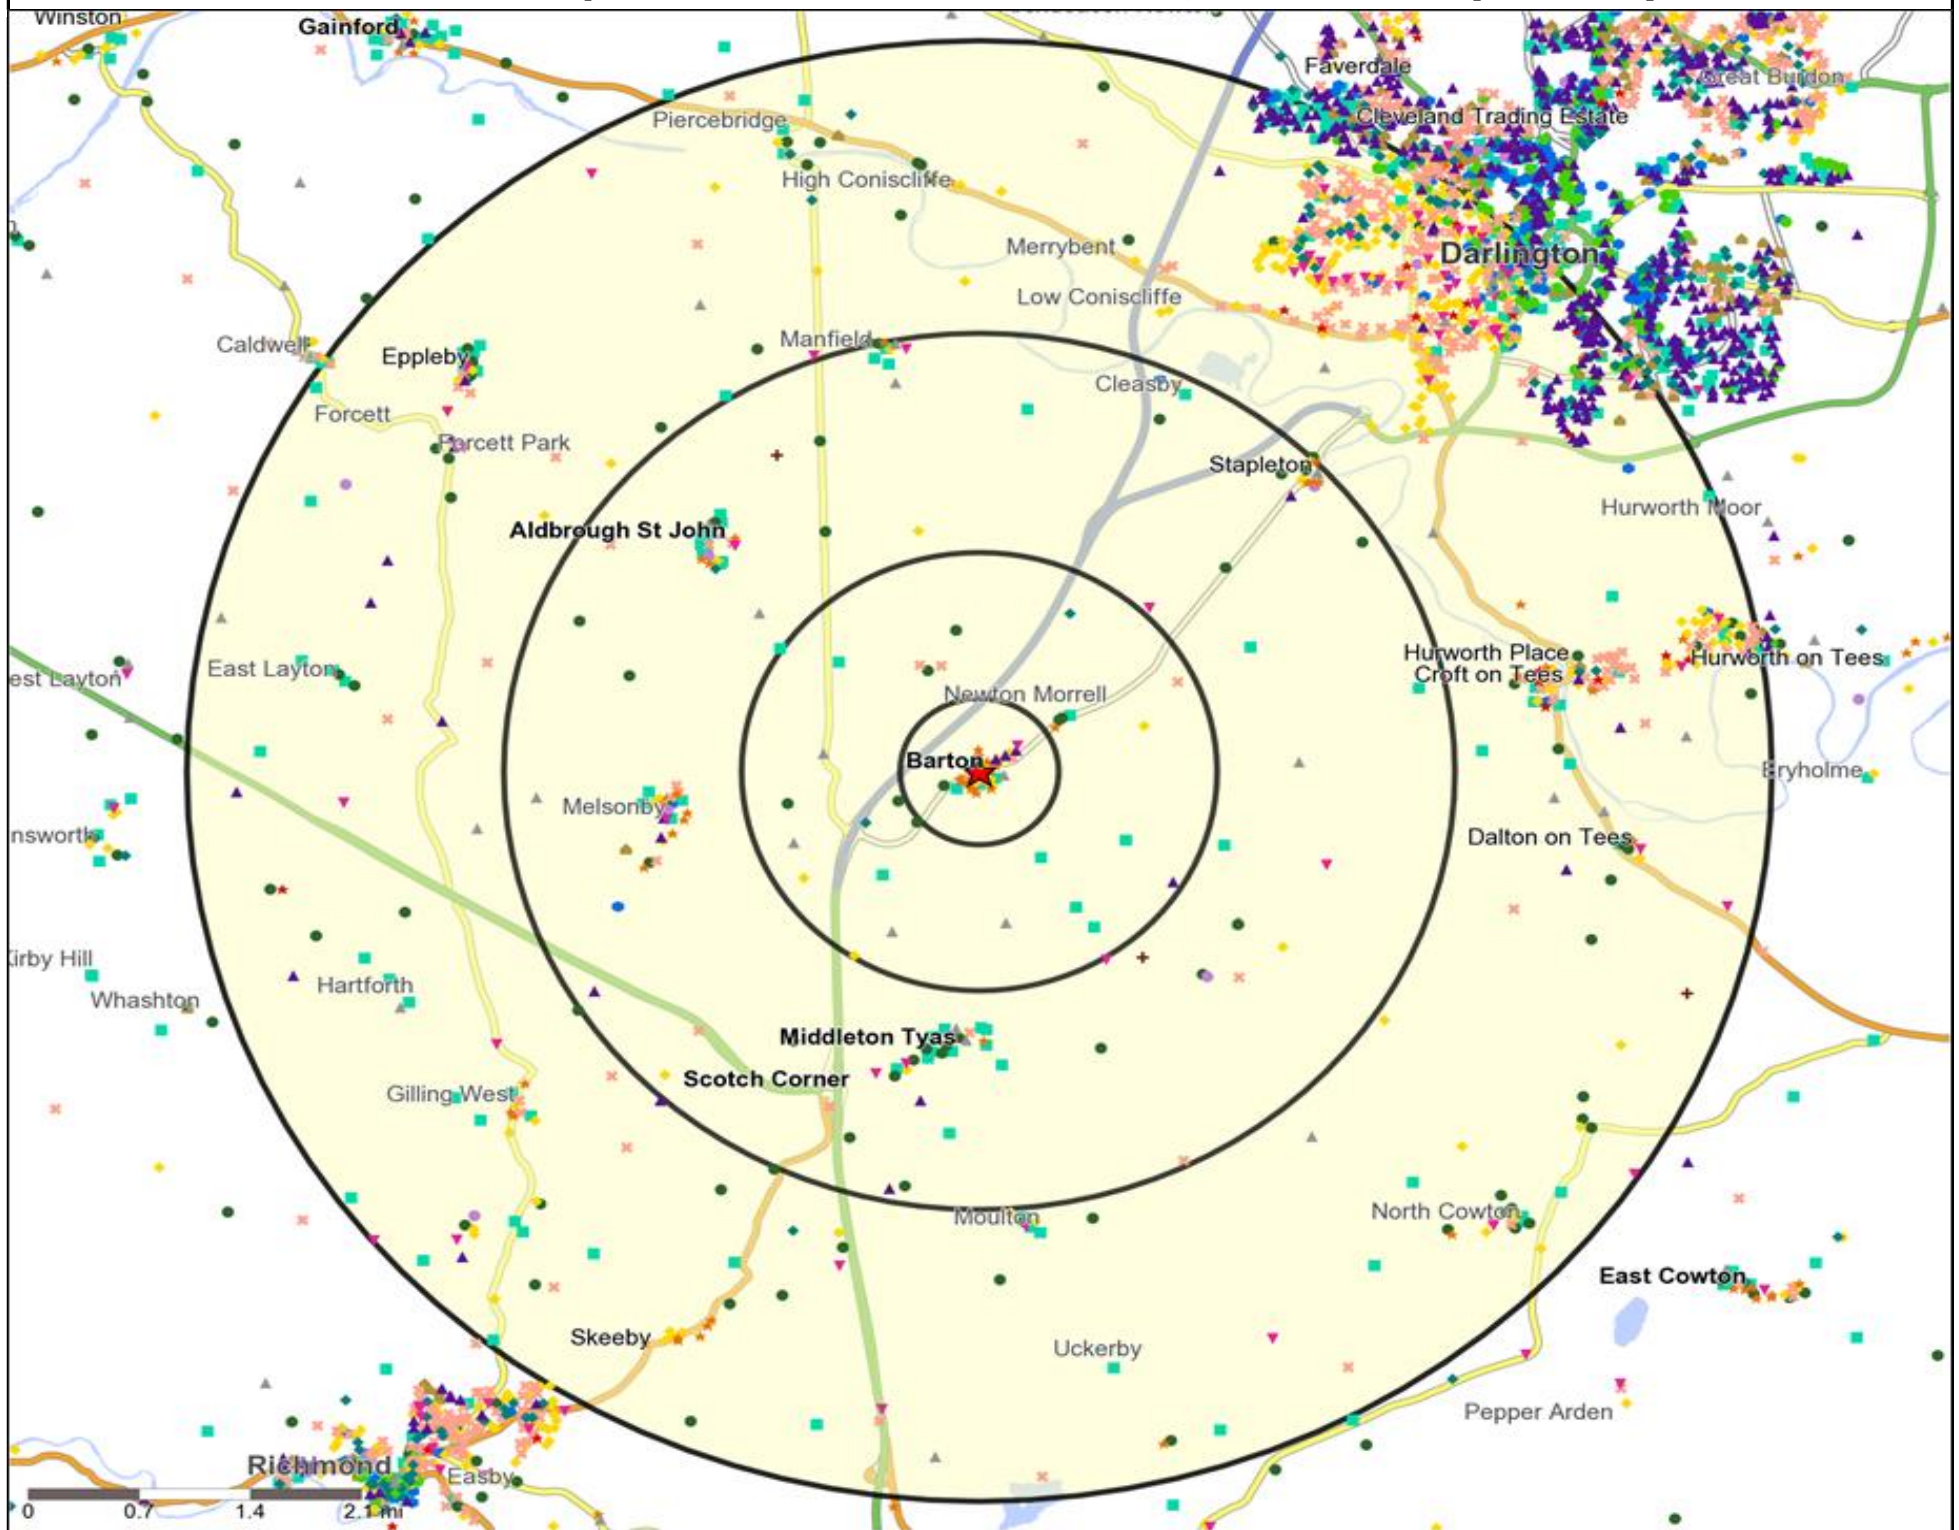 Winston
Gainford
Faverdale
Great Burdon
Piercebridge
Cleveland Trading Estate
High Coniscliffe
Merrybent
Darlington
Low Coniscliffe
Caldwell
Eppleby
Manfield
Cleasby
Forcett
Forcett Park
Stapleton
Hurworth Moor
Aldbrough St John
East Layton
est Layton
Newton Morrell
Hurworth Place
Croft on Tees
Hurworth on Tees
Barton
Eryholme
Melsonby
nsworth
Dalton on Tees
Kirby Hill
Hartforth
Whashton
Middleton Tyas
Scotch Corner
Gilling West
Moulton
North Cowton
East Cowton
Skeeby
Uckerby
Pepper Arden
Richmond
Easby
0 0.7 1.4 2.1 mi